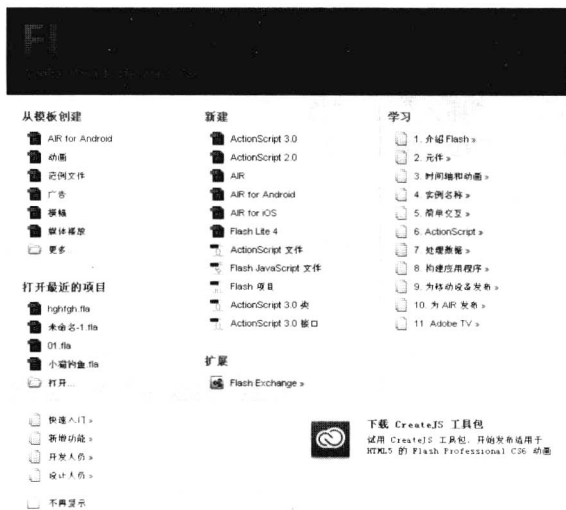 Fl
从模板创建
AIR for Android
动画
范例文件
广告
横幅
媒体播放
更多
打开最近的项目
hghfgh.fla
未命名-1.fla
01.fla
小猫钓鱼.fla
打开...
快速入门 »
新增功能 »
开发人员 »
设计人员 »
不再显示
新建
ActionScript 3.0
ActionScript 2.0
AIR
AIR for Android
AIR for iOS
Flash Lite 4
ActionScript 文件
Flash JavaScript 文件
Flash 项目
ActionScript 3.0 类
ActionScript 3.0 接口
扩展
Flash Exchange »
学习
1. 介绍 Flash »
2. 元件 »
3. 时间轴和动画 »
4. 实例名称 »
5. 简单交互 »
6. ActionScript »
7. 处理数据 »
8. 构建应用程序 »
9. 为移动设备发布 »
10. 为 AIR 发布 »
11. Adobe TV »
下载 CreateJS 工具包
试用 CreateJS 工具包，开始发布适用于
HTML5 的 Flash Professional CS6 动画